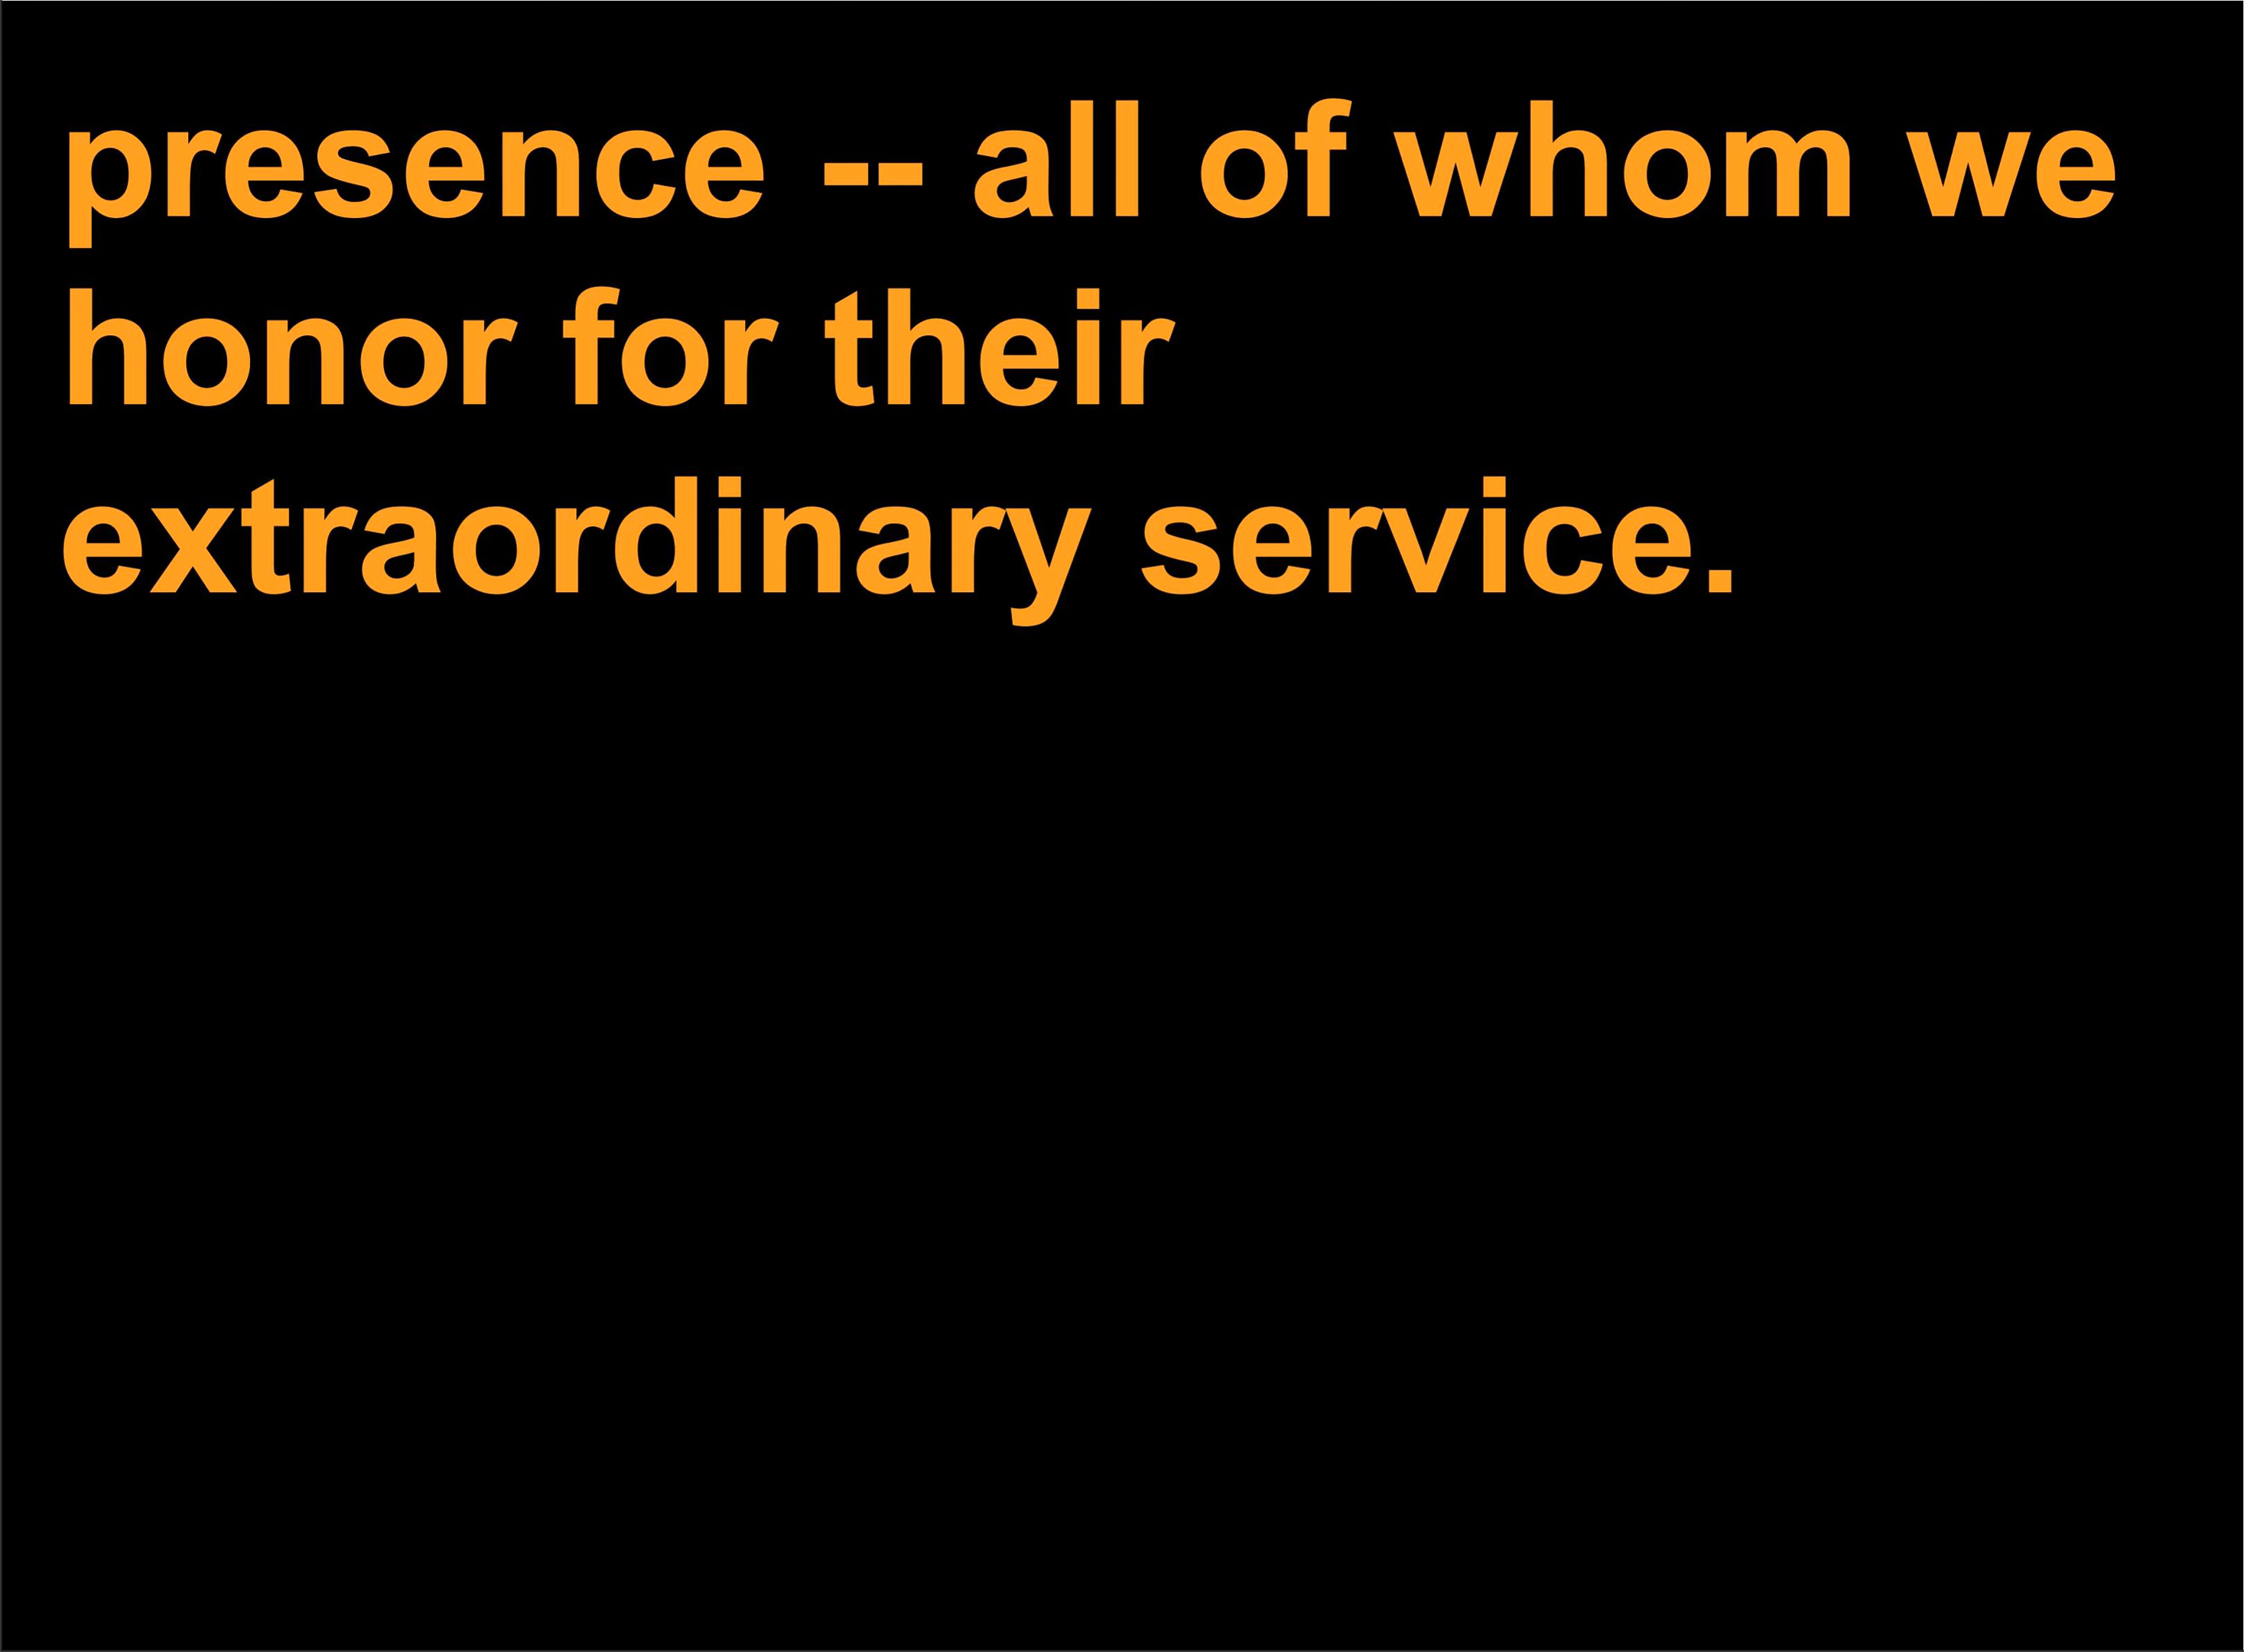 presence -- all of whom we
honor for their
extraordinary service.